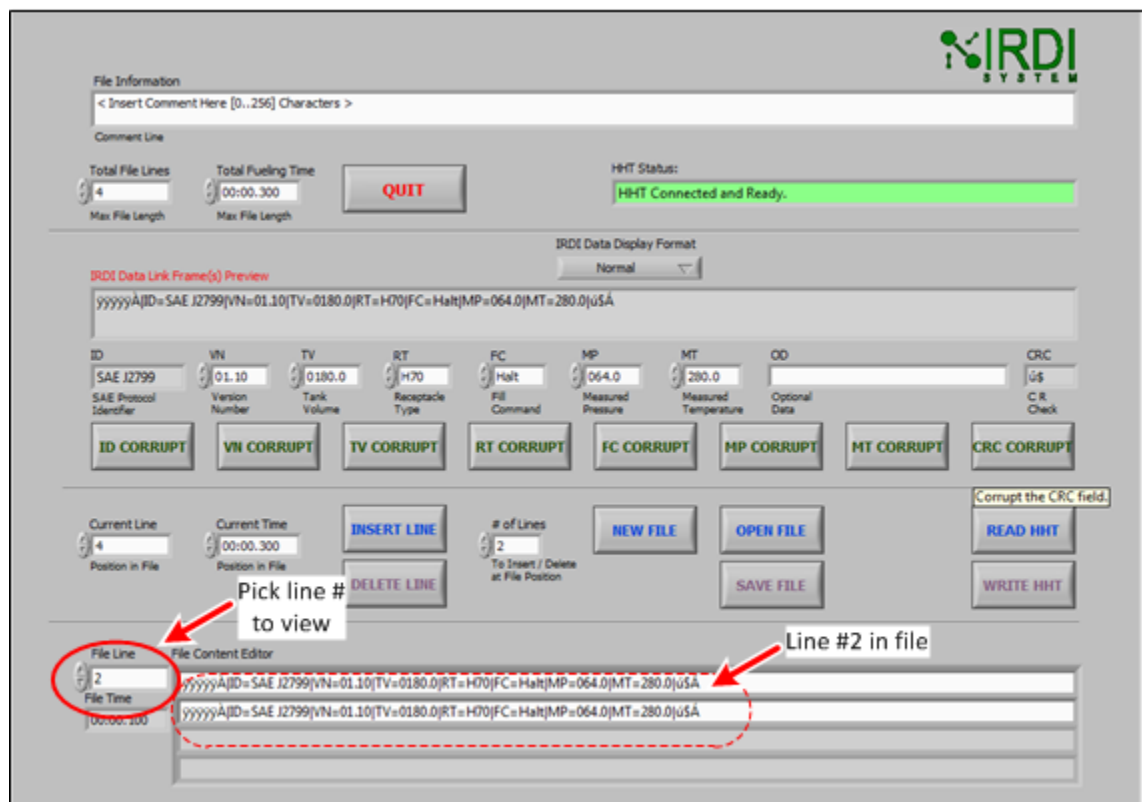 IRDI
SYSTEM
File Information
< Insert Comment Here [0..256] Characters >
Comment Line
Total File Lines
Total Fueling Time
HHT Status:
4
00:00.300
QUIT
HHT Connected and Ready.
Max File Length
Max File Length
IRDI Data Display Format
Normal
IRDI Data Link Frame(s) Preview
ÿÿÿÿÿÀ|ID=SAE J2799|VN=01.10|TV=0180.0|RT=H70|FC=Halt|MP=064.0|MT=280.0|ú$Á
ID VN TV RT FC MP MT OD CRC
SAE J2799 01.10 0180.0 H70 Halt 064.0 280.0 ú$
SAE Protocol Identifier
Version Number
Tank Volume
Receptacle Type
Fill Command
Measured Pressure
Measured Temperature
Optional Data
C R Check
ID CORRUPT VN CORRUPT TV CORRUPT RT CORRUPT FC CORRUPT MP CORRUPT MT CORRUPT CRC CORRUPT
Corrupt the CRC field.
Current Line
4
Position in File
Current Time
00:00.300
Position in File
INSERT LINE
DELETE LINE
# of Lines
2
To Insert / Delete
at File Position
NEW FILE
OPEN FILE
READ HHT
SAVE FILE
WRITE HHT
Pick line #
to view
Line #2 in file
File Line
2
File Time
00:00.100
File Content Editor
ÿÿÿÿÿÀ|ID=SAE J2799|VN=01.10|TV=0180.0|RT=H70|FC=Halt|MP=064.0|MT=280.0|ú$Á
ÿÿÿÿÿÀ|ID=SAE J2799|VN=01.10|TV=0180.0|RT=H70|FC=Halt|MP=064.0|MT=280.0|ú$Á